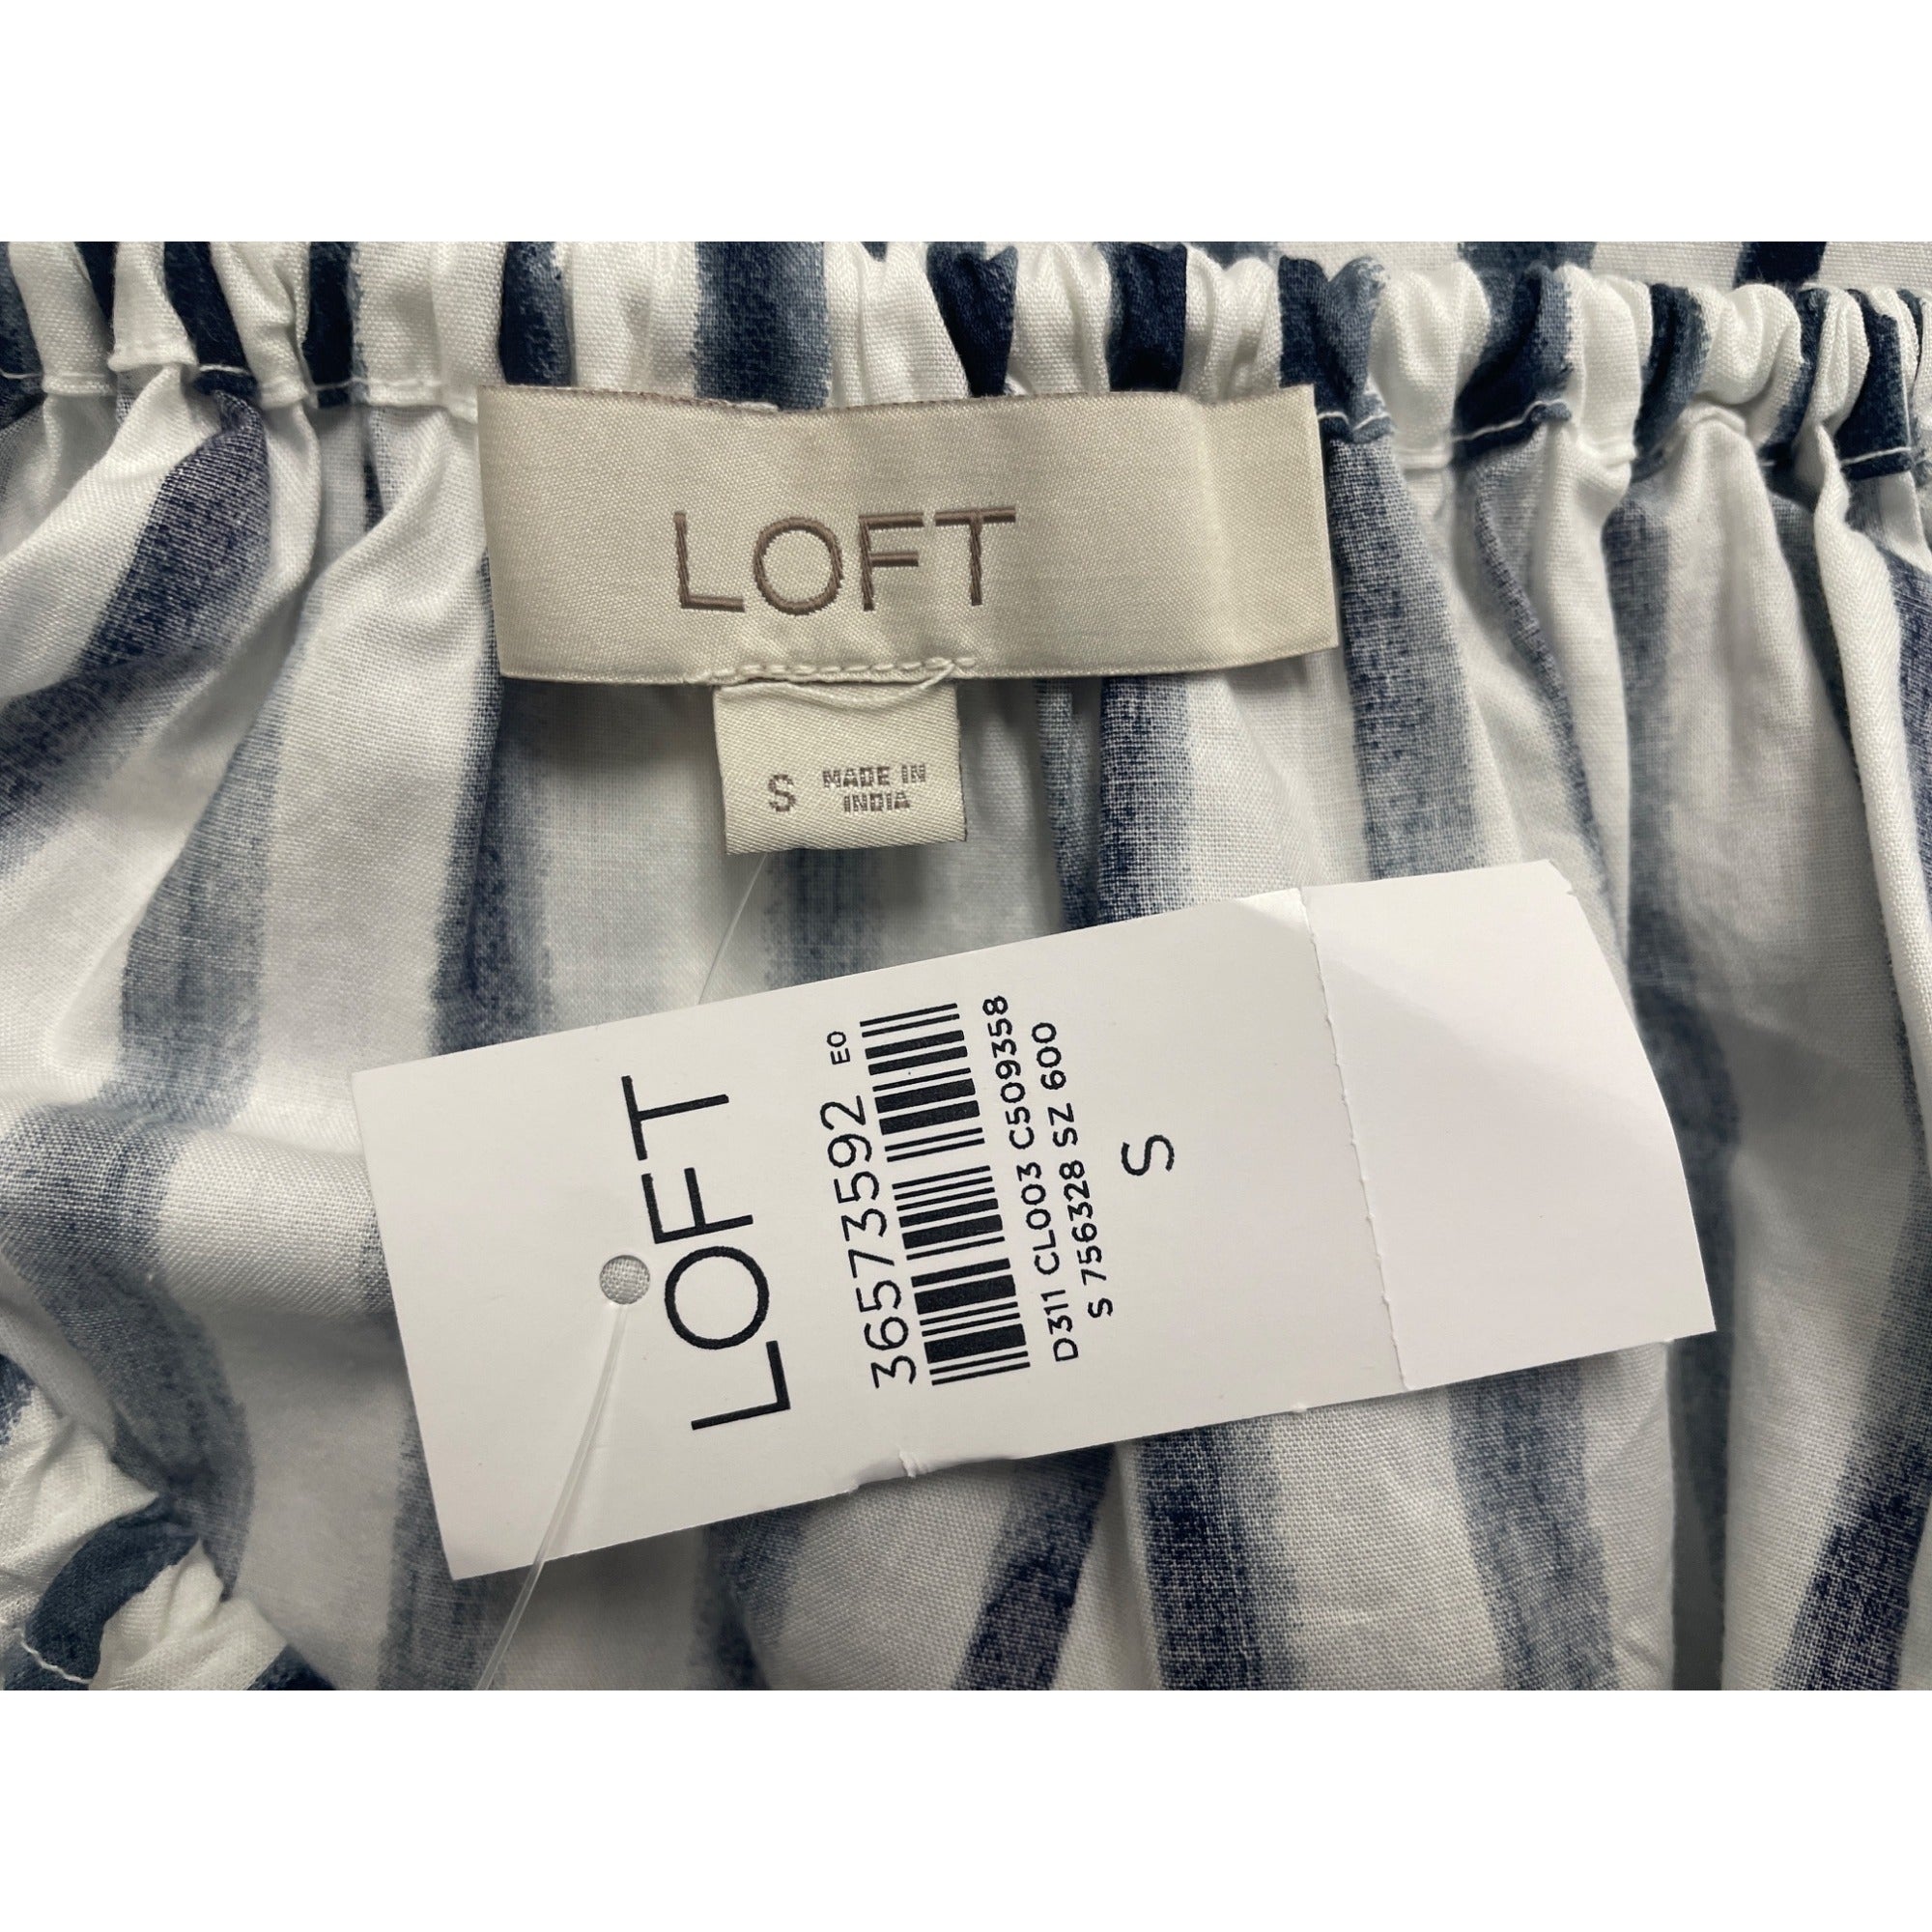 LOFT
S MADE IN
INDIA
LOFT
36573592 EO
D311 CL003 C509358
S 756328 SZ 600
S